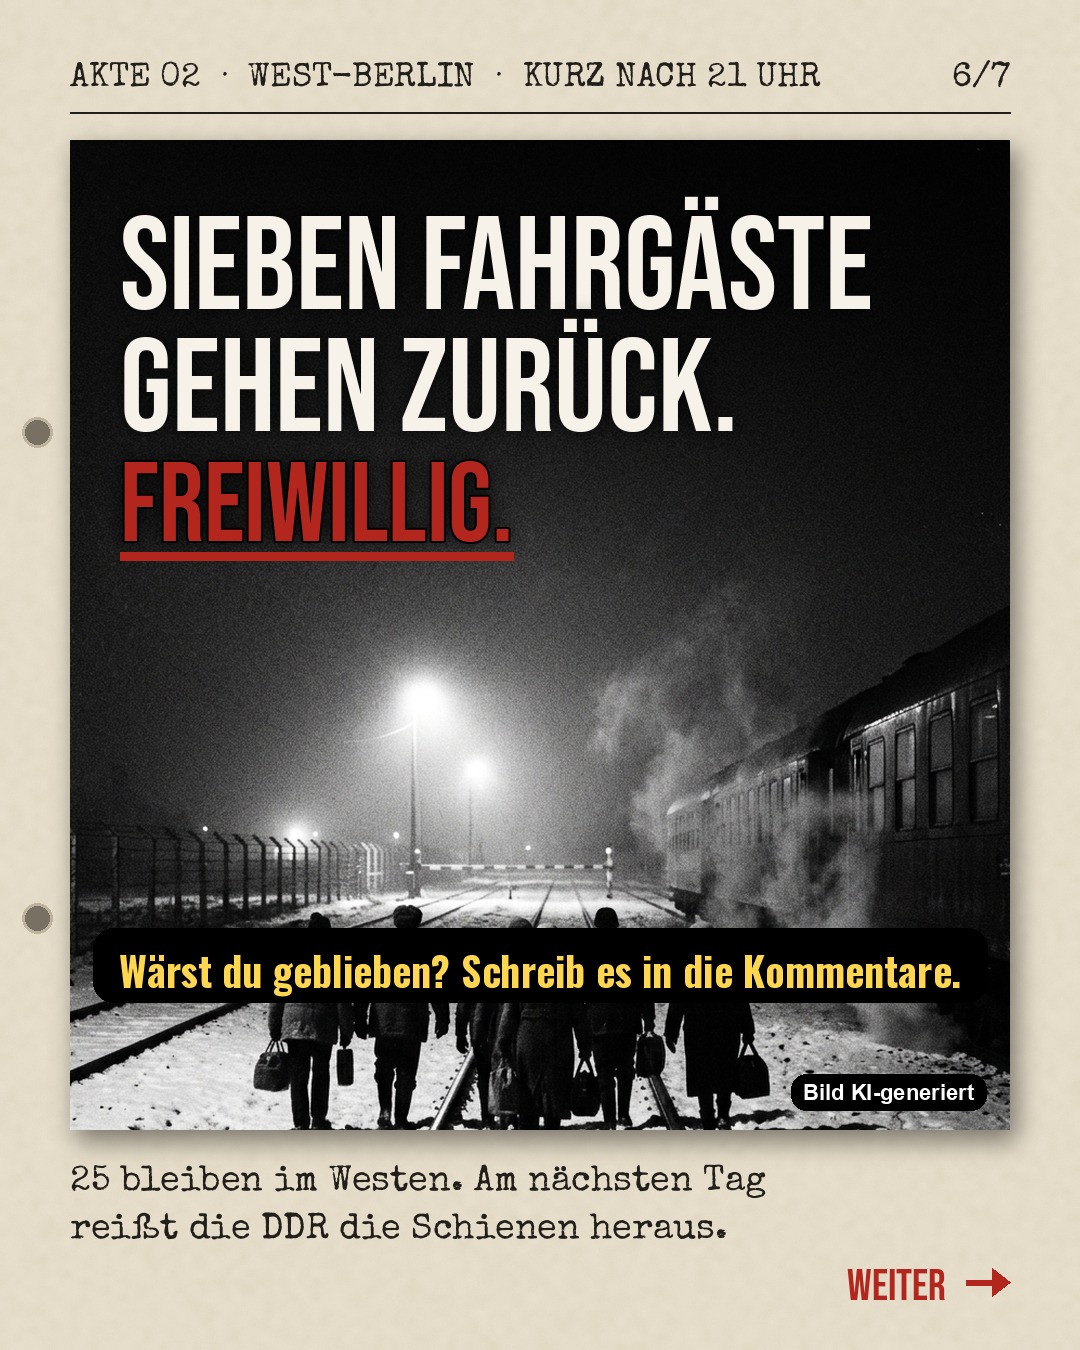 AKTE 02 · WEST-BERLIN · KURZ NACH 21 UHR 6/7
SIEBEN FAHRGÄSTE
GEHEN ZURÜCK.
FREIWILLIG.
Wärst du geblieben? Schreib es in die Kommentare.
Bild KI-generiert
25 bleiben im Westen. Am nächsten Tag
reißt die DDR die Schienen heraus.
WEITER →